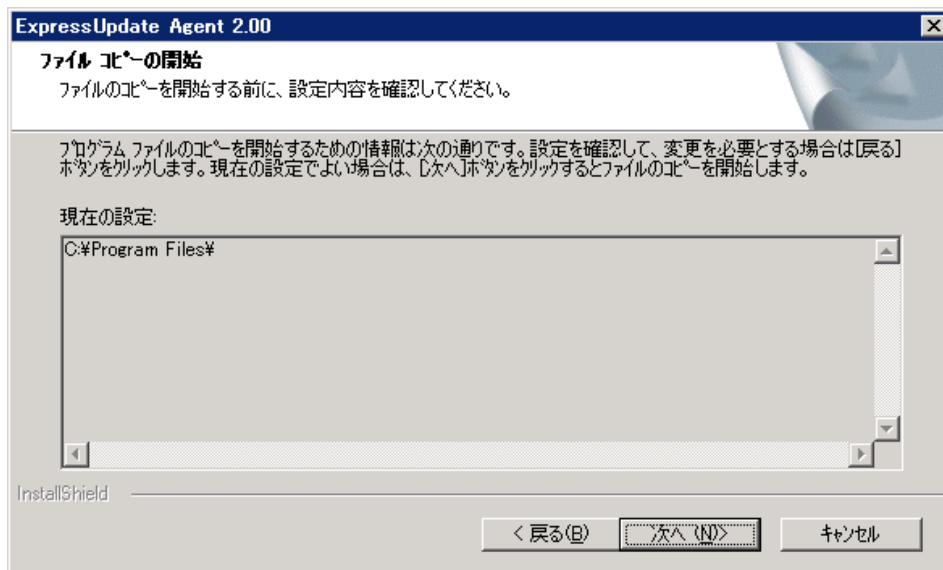 ExpressUpdate Agent 2.00
ファイル コピーの開始
ファイルのコピーを開始する前に、設定内容を確認してください。
プログラム ファイルのコピーを開始するための情報は次の通りです。設定を確認して、変更を必要とする場合は[戻る]
ボタンをクリックします。現在の設定でよい場合は、[次へ]ボタンをクリックするとファイルのコピーを開始します。
現在の設定:
C:¥Program Files¥
InstallShield
< 戻る(B)
次へ (N)>
キャンセル